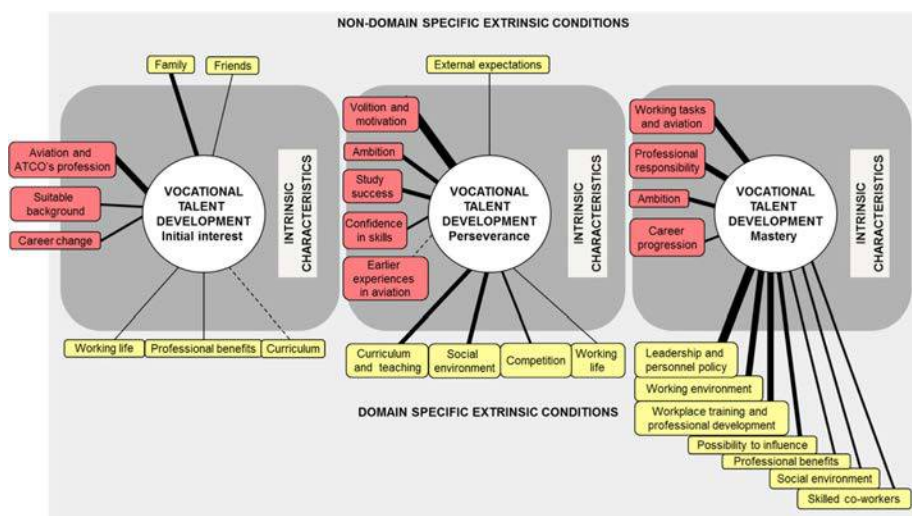 NON-DOMAIN SPECIFIC EXTRINSIC CONDITIONS
Family
Friends
Aviation and
ATCO's profession
Suitable
background
Career change
VOCATIONAL
TALENT
DEVELOPMENT
Initial interest
INTRINSIC
CHARACTERISTICS
Working life
Professional benefits
Curriculum
External expectations
Volition and
motivation
Ambition
Study
success
Confidence
in skills
Earlier
experiences
in aviation
VOCATIONAL
TALENT
DEVELOPMENT
Perseverance
INTRINSIC
CHARACTERISTICS
Curriculum
and teaching
Social
environment
Competition
Working
life
Working tasks
and aviation
Professional
responsibility
Ambition
Career
progression
VOCATIONAL
TALENT
DEVELOPMENT
Mastery
INTRINSIC
CHARACTERISTICS
Leadership and
personnel policy
Working environment
Workplace training and
professional development
Possibility to influence
Professional benefits
Social environment
Skilled co-workers
DOMAIN SPECIFIC EXTRINSIC CONDITIONS